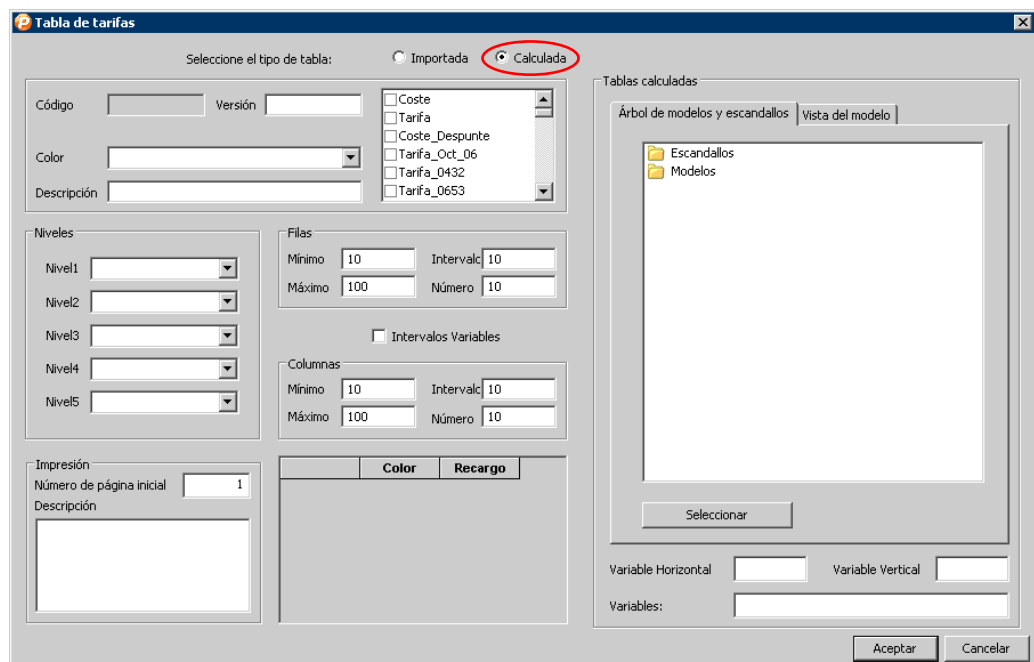 Tabla de tarifas
Seleccione el tipo de tabla: Importada Calculada
Código Versión
Color
Descripción
Coste
Tarifa
Coste_Despunte
Tarifa_Oct_06
Tarifa_0432
Tarifa_0653
Niveles
Nivel1
Nivel2
Nivel3
Nivel4
Nivel5
Filas
Mínimo 10 Intervalc 10
Máximo 100 Número 10
Intervalos Variables
Columnas
Mínimo 10 Intervalc 10
Máximo 100 Número 10
Impresión
Número de página inicial 1
Descripción
Color Recargo
Tablas calculadas
Árbol de modelos y escandallos Vista del modelo
Escandallos
Modelos
Seleccionar
Variable Horizontal Variable Vertical
Variables:
Aceptar Cancelar